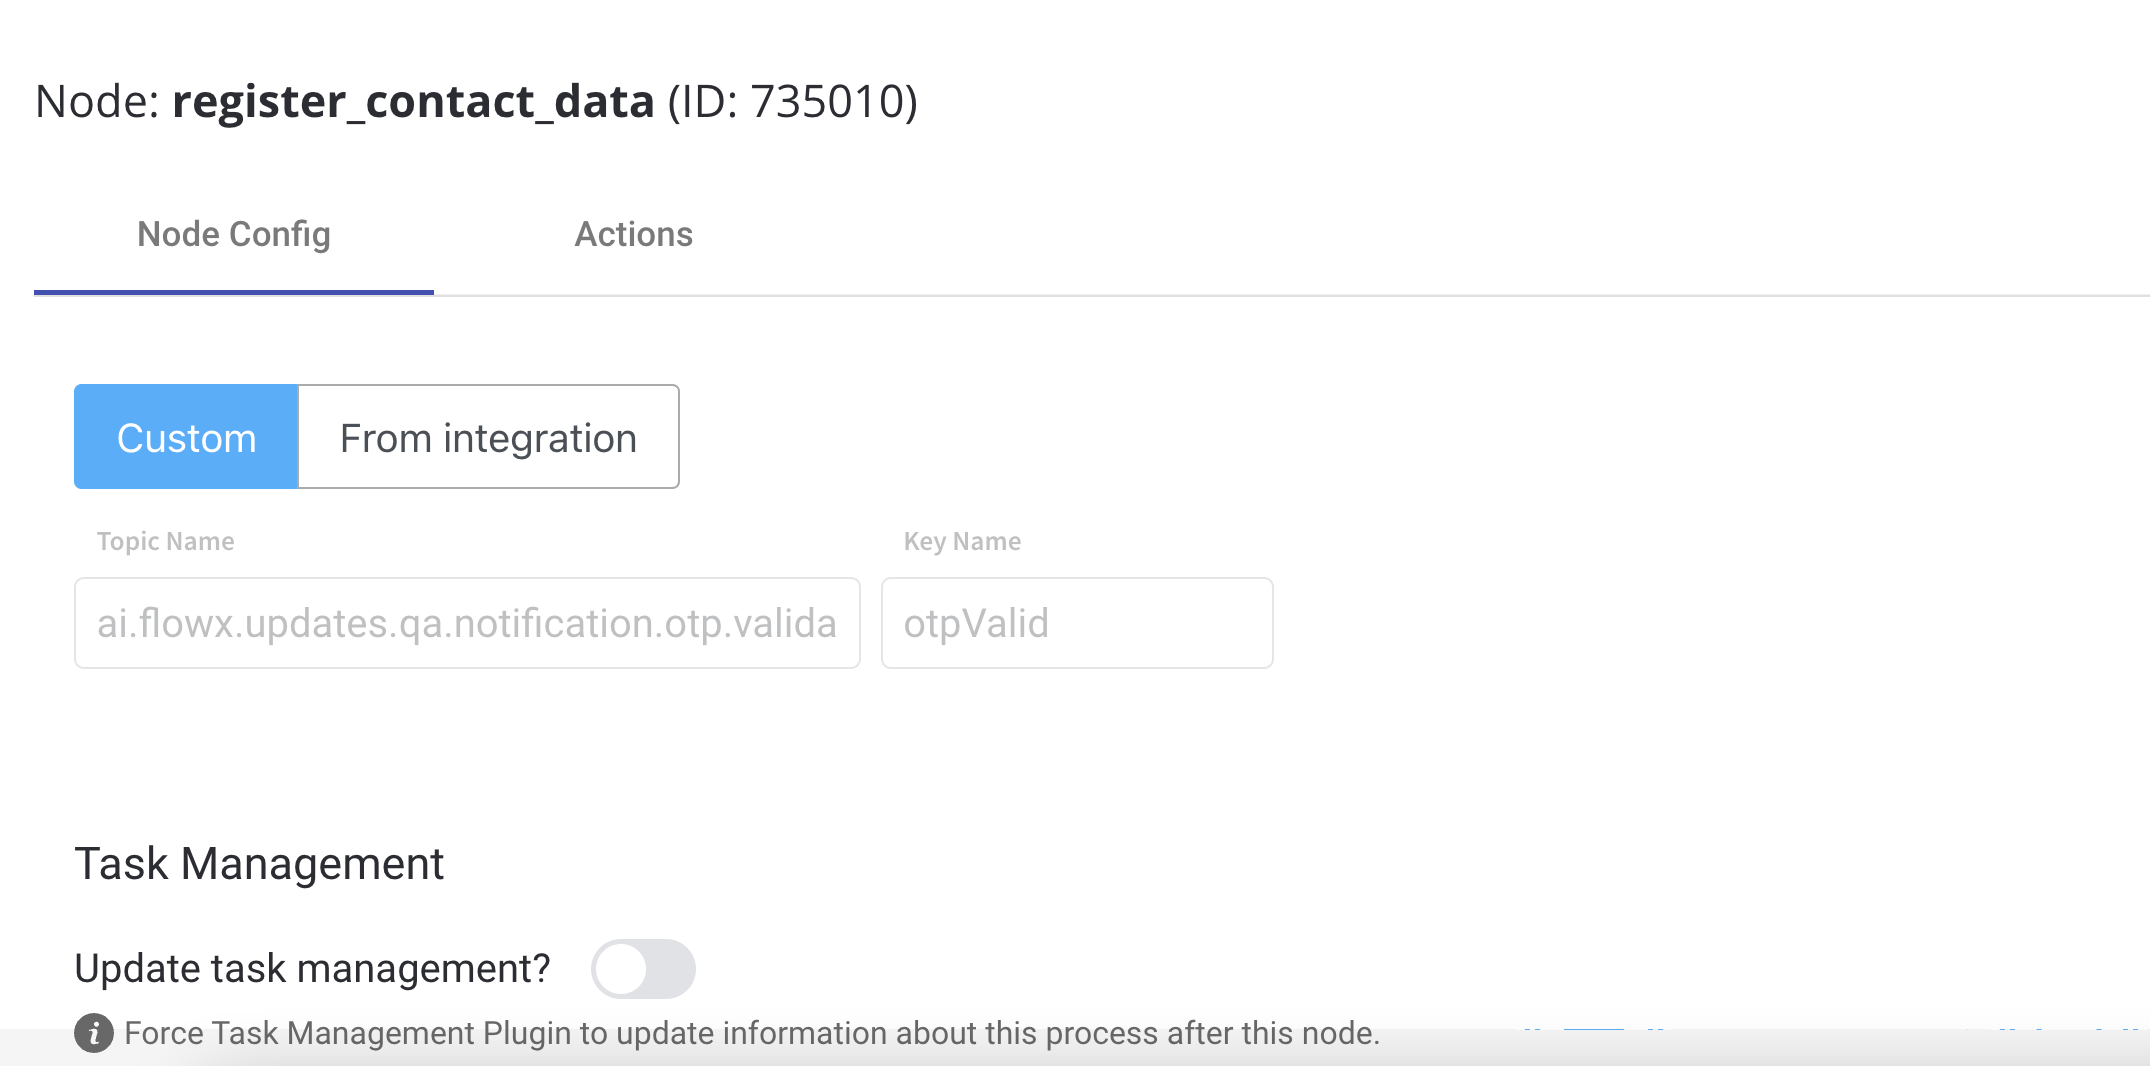 Node: register_contact_data (ID: 735010)
Node Config
Actions
Custom
From integration
Topic Name
Key Name
ai.flowx.updates.qa.notification.otp.valida
otpValid
Task Management
Update task management?
i Force Task Management Plugin to update information about this process after this node.